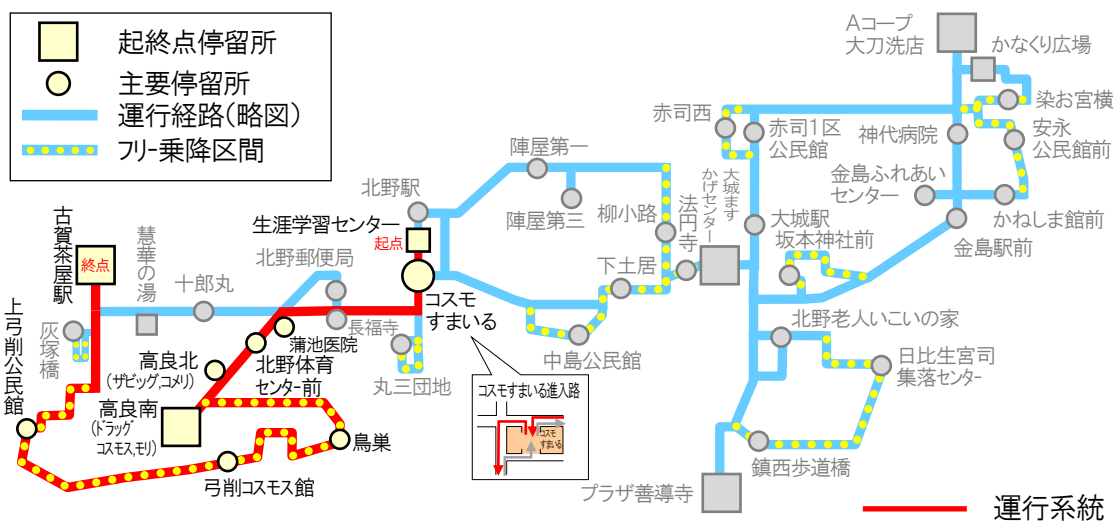 起終点停留所
主要停留所
運行経路(略図)
フリー乗降区間
Aコープ
大刀洗店
かなくり広場
染お宮横
安永
公民館前
神代病院
赤司西
赤司1区
公民館
金島ふれあい
センター
かねしま館前
金島駅前
大城駅
坂本神社前
大城ます
かげセンター
法円寺
柳小路
下土居
陣屋第一
陣屋第三
北野駅
生涯学習センター
起点
北野郵便局
コスモ
すまいる
長福寺
古賀茶屋駅
終点
慧華の湯
十郎丸
灰塚橋
上弓削公民館
蒲池医院
北野体育
センター前
高良北
(ザビッグ,コメリ)
高良南
(ドラッグ
コスモス,モリ)
鳥巣
弓削コスモス館
丸三団地
中島公民館
コスモすまいる進入路
コスモ
すまいる
北野老人いこいの家
日比生宮司
集落センター
鎮西歩道橋
プラザ善導寺
運行系統